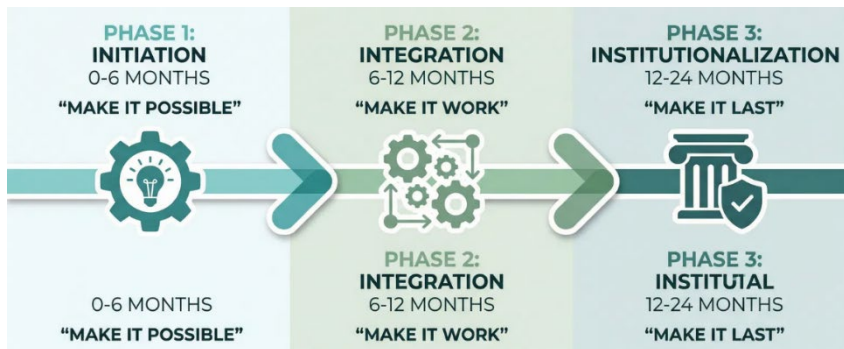 PHASE 1:
INITIATION
0-6 MONTHS
“MAKE IT POSSIBLE”
PHASE 2:
INTEGRATION
6-12 MONTHS
“MAKE IT WORK”
PHASE 3:
INSTITUTIONALIZATION
12-24 MONTHS
“MAKE IT LAST”
0-6 MONTHS
“MAKE IT POSSIBLE”
PHASE 2:
INTEGRATION
6-12 MONTHS
“MAKE IT WORK”
PHASE 3:
12-24 MONTHS
“MAKE IT LAST”